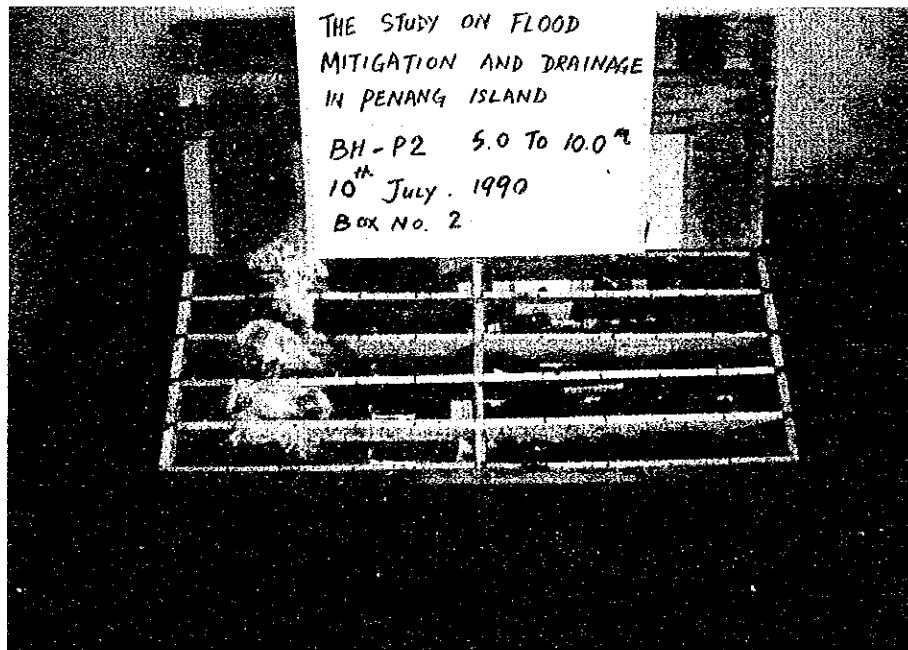 THE STUDY ON FLOOD
MITIGATION AND DRAINAGE
IN PENANG ISLAND
BH-P2 5.0 TO 10.0 m
10th July. 1990
BOX NO. 2